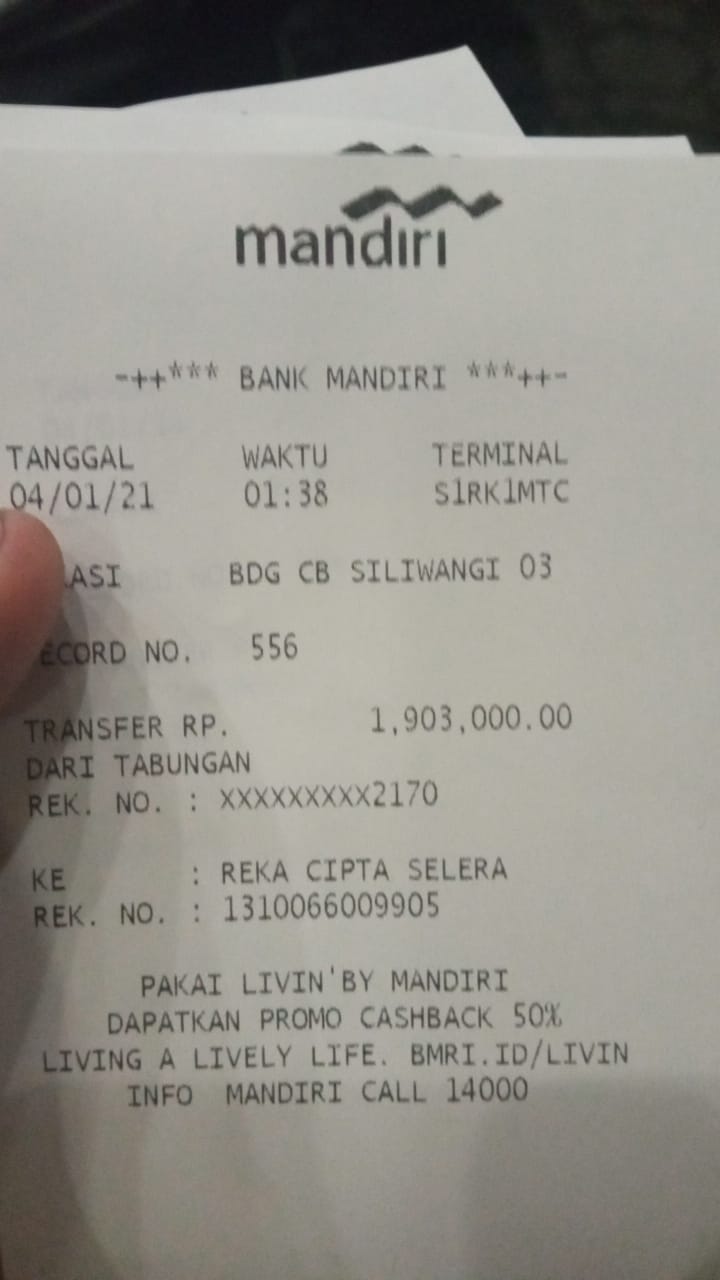 mandiri
-++*** BANK MANDIRI ***++-
TANGGAL WAKTU TERMINAL
04/01/21 01:38 S1RK1MTC
LASI BDG CB SILIWANGI 03
ECORD NO. 556
TRANSFER RP. 1,903,000.00
DARI TABUNGAN
REK. NO. : XXXXXXXXX2170
KE : REKA CIPTA SELERA
REK. NO. : 1310066009905
PAKAI LIVIN'BY MANDIRI
DAPATKAN PROMO CASHBACK 50%
LIVING A LIVELY LIFE. BMRI.ID/LIVIN
INFO MANDIRI CALL 14000